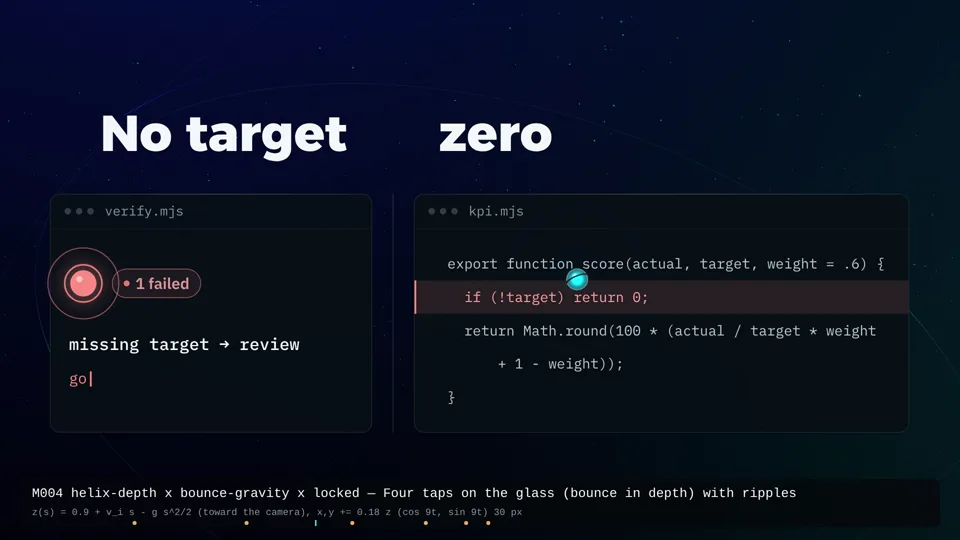 No target zero
verify.mjs
1 failed
missing target → review
go
kpi.mjs
export function score(actual, target, weight = .6) {
if (!target) return 0;
return Math.round(100 * (actual / target * weight
+ 1 - weight));
}
M004 helix-depth x bounce-gravity x locked — Four taps on the glass (bounce in depth) with ripples
z(s) = 0.9 + v_i s - g s^2/2 (toward the camera), x,y += 0.18 z (cos 9t, sin 9t) 30 px